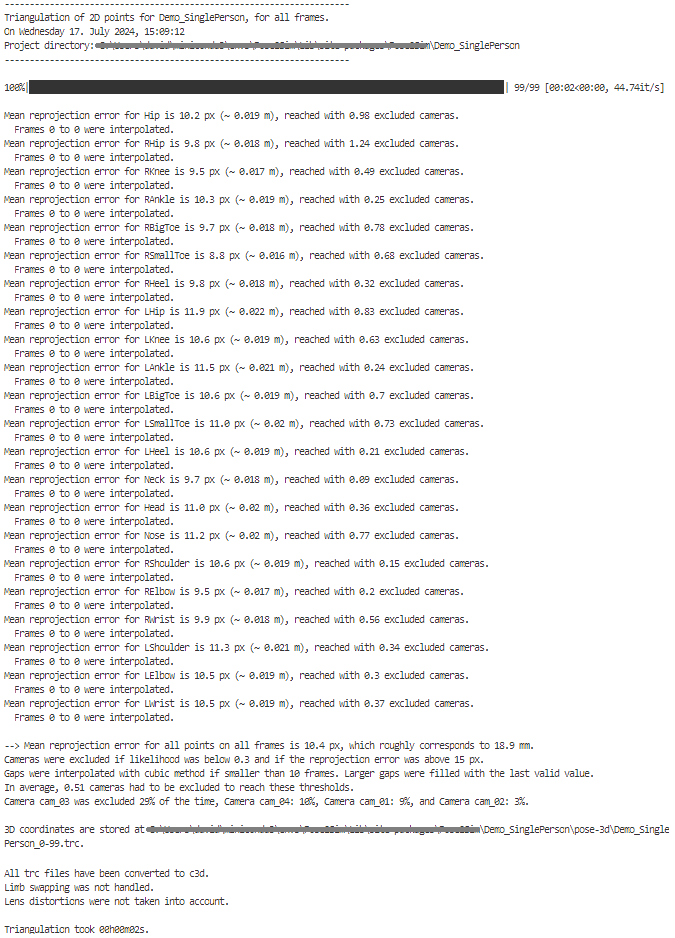 ----------------------------------------------------------------------
Triangulation of 2D points for Demo_SinglePerson, for all frames.
On Wednesday 17. July 2024, 15:09:12
Project directory: \Demo_SinglePerson
----------------------------------------------------------------------
100%| | 99/99 [00:02<00:00, 44.74it/s]
Mean reprojection error for Hip is 10.2 px (~ 0.019 m), reached with 0.98 excluded cameras.
Frames 0 to 0 were interpolated.
Mean reprojection error for RHip is 9.8 px (~ 0.018 m), reached with 1.24 excluded cameras.
Frames 0 to 0 were interpolated.
Mean reprojection error for RKnee is 9.5 px (~ 0.017 m), reached with 0.49 excluded cameras.
Frames 0 to 0 were interpolated.
Mean reprojection error for RAnkle is 10.3 px (~ 0.019 m), reached with 0.25 excluded cameras.
Frames 0 to 0 were interpolated.
Mean reprojection error for RBigToe is 9.7 px (~ 0.018 m), reached with 0.78 excluded cameras.
Frames 0 to 0 were interpolated.
Mean reprojection error for RSmallToe is 8.8 px (~ 0.016 m), reached with 0.68 excluded cameras.
Frames 0 to 0 were interpolated.
Mean reprojection error for RHeel is 9.8 px (~ 0.018 m), reached with 0.32 excluded cameras.
Frames 0 to 0 were interpolated.
Mean reprojection error for LHip is 11.9 px (~ 0.022 m), reached with 0.83 excluded cameras.
Frames 0 to 0 were interpolated.
Mean reprojection error for LKnee is 10.6 px (~ 0.019 m), reached with 0.63 excluded cameras.
Frames 0 to 0 were interpolated.
Mean reprojection error for LAnkle is 11.5 px (~ 0.021 m), reached with 0.24 excluded cameras.
Frames 0 to 0 were interpolated.
Mean reprojection error for LBigToe is 10.6 px (~ 0.019 m), reached with 0.7 excluded cameras.
Frames 0 to 0 were interpolated.
Mean reprojection error for LSmallToe is 11.0 px (~ 0.02 m), reached with 0.73 excluded cameras.
Frames 0 to 0 were interpolated.
Mean reprojection error for LHeel is 10.6 px (~ 0.019 m), reached with 0.21 excluded cameras.
Frames 0 to 0 were interpolated.
Mean reprojection error for Neck is 9.7 px (~ 0.018 m), reached with 0.09 excluded cameras.
Frames 0 to 0 were interpolated.
Mean reprojection error for Head is 11.0 px (~ 0.02 m), reached with 0.36 excluded cameras.
Frames 0 to 0 were interpolated.
Mean reprojection error for Nose is 11.2 px (~ 0.02 m), reached with 0.77 excluded cameras.
Frames 0 to 0 were interpolated.
Mean reprojection error for RShoulder is 10.6 px (~ 0.019 m), reached with 0.15 excluded cameras.
Frames 0 to 0 were interpolated.
Mean reprojection error for RElbow is 9.5 px (~ 0.017 m), reached with 0.2 excluded cameras.
Frames 0 to 0 were interpolated.
Mean reprojection error for RWrist is 9.9 px (~ 0.018 m), reached with 0.56 excluded cameras.
Frames 0 to 0 were interpolated.
Mean reprojection error for LShoulder is 11.3 px (~ 0.021 m), reached with 0.34 excluded cameras.
Frames 0 to 0 were interpolated.
Mean reprojection error for LElbow is 10.5 px (~ 0.019 m), reached with 0.3 excluded cameras.
Frames 0 to 0 were interpolated.
Mean reprojection error for LWrist is 10.5 px (~ 0.019 m), reached with 0.37 excluded cameras.
Frames 0 to 0 were interpolated.
--> Mean reprojection error for all points on all frames is 10.4 px, which roughly corresponds to 18.9 mm.
Cameras were excluded if likelihood was below 0.3 and if the reprojection error was above 15 px.
Gaps were interpolated with cubic method if smaller than 10 frames. Larger gaps were filled with the last valid value.
In average, 0.51 cameras had to be excluded to reach these thresholds.
Camera cam_03 was excluded 29% of the time, Camera cam_04: 10%, Camera cam_01: 9%, and Camera cam_02: 3%.
3D coordinates are stored at \Demo_SinglePerson\pose-3d\Demo_Single
Person_0-99.trc.
All trc files have been converted to c3d.
Limb swapping was not handled.
Lens distortions were not taken into account.
Triangulation took 00h00m02s.